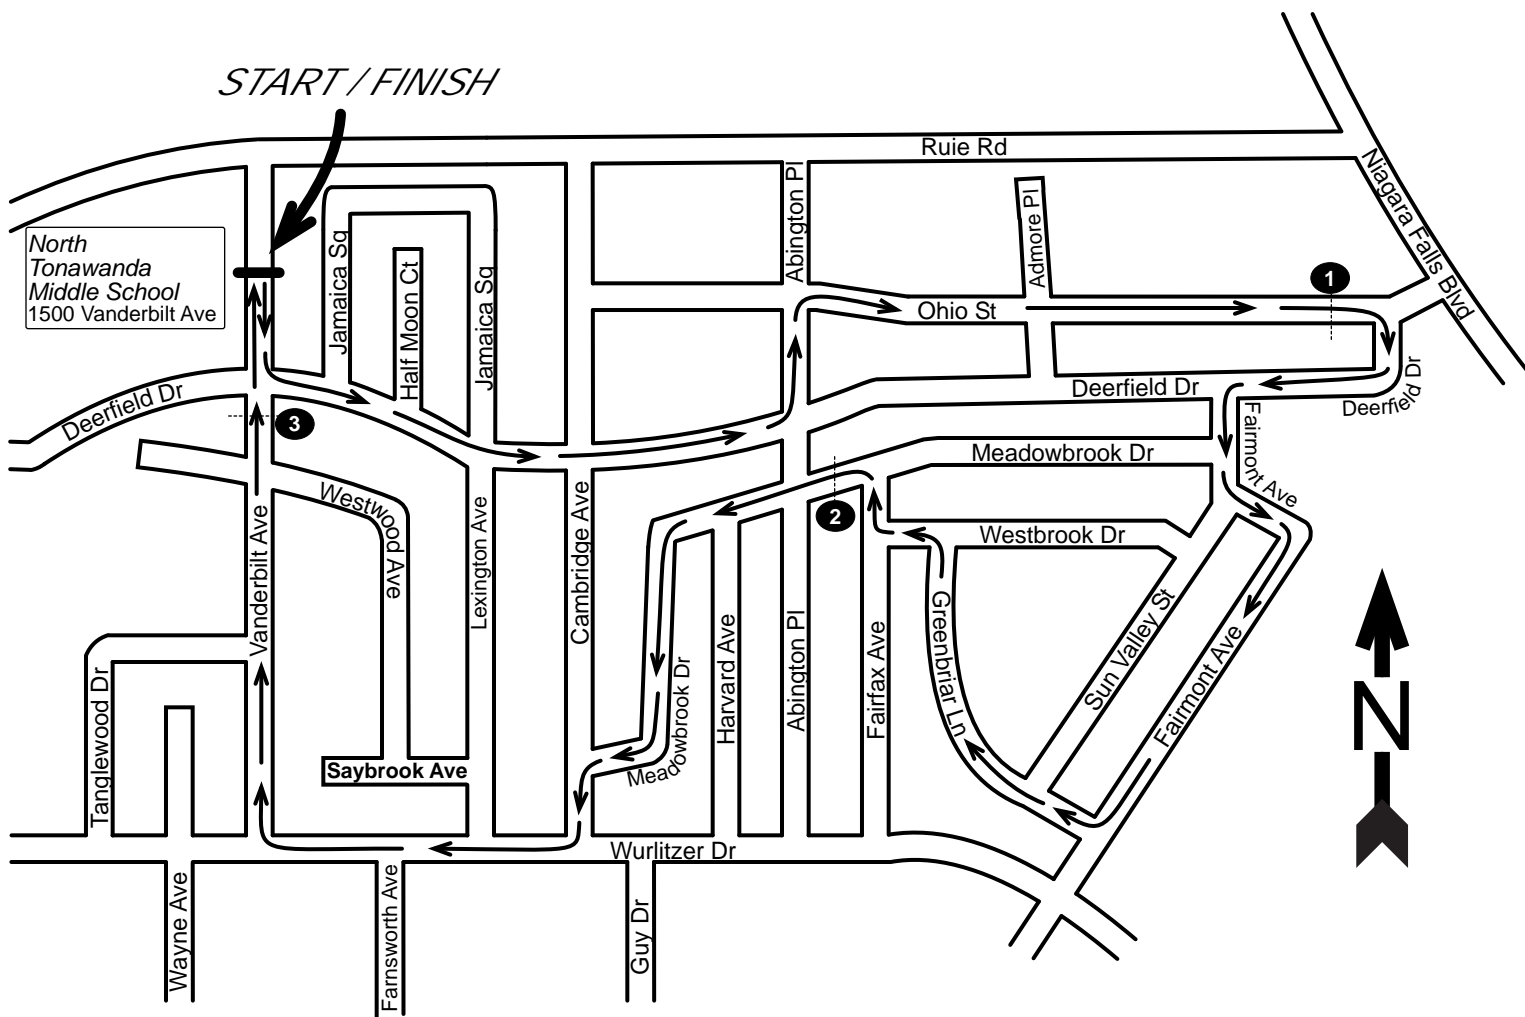 START / FINISH
Ruie Rd
Niagara Falls Blvd
Abington Pl
Admore Pl
North
Tonawanda
Middle School
1500 Vanderbilt Ave
Jamaica Sq
Half Moon Ct
Jamaica Sq
1
Ohio St
Deerfield Dr
Deerfield Dr
Deerfield Dr
3
Fairmont Ave
Meadowbrook Dr
Westwood Ave
2
Westbrook Dr
Vanderbilt Ave
Lexington Ave
Cambridge Ave
Greenbriar Ln
Sun Valley St
Fairmont Ave
Harvard Ave
Abington Pl
Fairfax Ave
Meadowbrook Dr
Meadowbrook Dr
Tanglewood Dr
Saybrook Ave
N
Wurlitzer Dr
Wayne Ave
Farnsworth Ave
Guy Dr